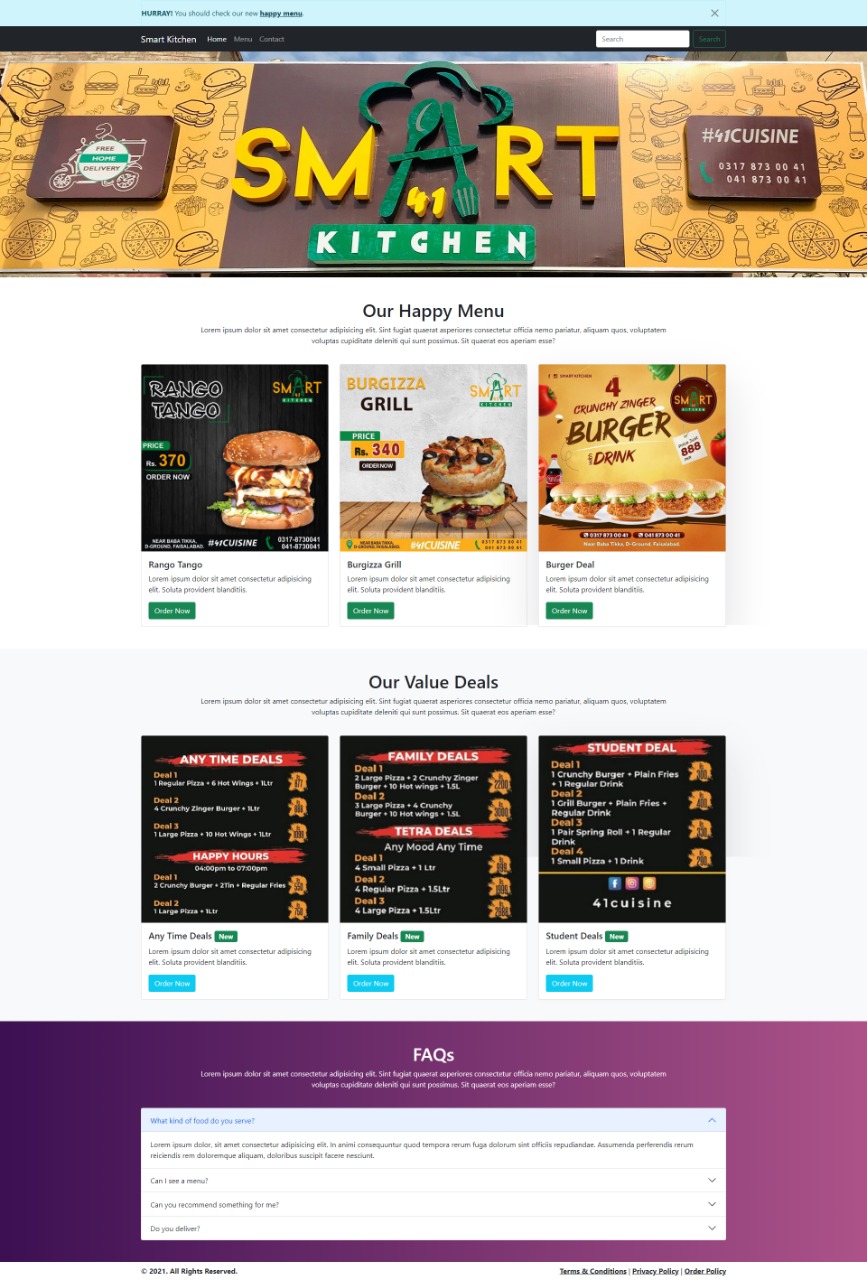 HURRAY! You should check our new happy menu.
Smart Kitchen Home Menu Contact Search Search
FREE
HOME
DELIVERY
SMART
41
KITCHEN
#41CUISINE
0317 873 00 41
041 873 00 41
Our Happy Menu
Lorem ipsum dolor sit amet consectetur adipisicing elit. Sint fugiat quaerat asperiores consectetur officia nemo pariatur, aliquam quos, voluptatem
voluptas cupiditate deleniti qui sunt possimus. Sit quaerat eos aperiam esse?
RANGO
TANGO
SMART
KITCHEN
PRICE
Rs. 370
ORDER NOW
NEAR BABA TIKKA,
D-GROUND, FAISALABAD.
#41CUISINE
0317-8730041
041-8730041
Rango Tango
Lorem ipsum dolor sit amet consectetur adipisicing
elit. Soluta provident blanditiis.
Order Now
BURGIZZA
GRILL
SMART
KITCHEN
PRICE
Rs. 340
ORDER NOW
NEAR BABA TIKKA,
D-GROUND, FAISALABAD.
#41CUISINE
0317 873 00 41
041 873 00 41
Burgizza Grill
Lorem ipsum dolor sit amet consectetur adipisicing
elit. Soluta provident blanditiis.
Order Now
SMART KITCHEN
4
CRUNCHY ZINGER
BURGER
DRINK
SMART
KITCHEN
888
0317 873 00 41 041 873 00 41
Near Baba Tikka, D-Ground, Faisalabad.
Burger Deal
Lorem ipsum dolor sit amet consectetur adipisicing
elit. Soluta provident blanditiis.
Order Now
Our Value Deals
Lorem ipsum dolor sit amet consectetur adipisicing elit. Sint fugiat quaerat asperiores consectetur officia nemo pariatur, aliquam quos, voluptatem
voluptas cupiditate deleniti qui sunt possimus. Sit quaerat eos aperiam esse?
ANY TIME DEALS
Deal 1
1 Regular Pizza + 6 Hot Wings + 1Ltr
Deal 2
4 Crunchy Zinger Burger + 1Ltr
Deal 3
1 Large Pizza + 10 Hot Wings + 1Ltr
HAPPY HOURS
04:00pm to 07:00pm
Deal 1
2 Crunchy Burger + 2Tin + Regular Fries
Deal 2
1 Large Pizza + 1Ltr
Any Time Deals New
Lorem ipsum dolor sit amet consectetur adipisicing
elit. Soluta provident blanditiis.
Order Now
FAMILY DEALS
Deal 1
2 Large Pizza + 2 Crunchy Zinger
Burger + 10 Hot wings + 1.5L
Deal 2
3 Large Pizza + 4 Crunchy
Burger + 10 Hot Wings + 1.5L
TETRA DEALS
Any Mood Any Time
Deal 1
4 Small Pizza + 1 Ltr
Deal 2
4 Regular Pizza + 1.5Ltr
Deal 3
4 Large Pizza + 1.5Ltr
Family Deals New
Lorem ipsum dolor sit amet consectetur adipisicing
elit. Soluta provident blanditiis.
Order Now
STUDENT DEAL
Deal 1
1 Crunchy Burger + Plain Fries
+ 1 Regular Drink
Deal 2
1 Grill Burger + Plain Fries +
Regular Drink
Deal 3
1 Pair Spring Roll + 1 Regular
Drink
Deal 4
1 Small Pizza + 1 Drink
41cuisine
Student Deals New
Lorem ipsum dolor sit amet consectetur adipisicing
elit. Soluta provident blanditiis.
Order Now
FAQs
Lorem ipsum dolor sit amet consectetur adipisicing elit. Sint fugiat quaerat asperiores consectetur officia nemo pariatur, aliquam quos, voluptatem
voluptas cupiditate deleniti qui sunt possimus. Sit quaerat eos aperiam esse?
What kind of food do you serve?
Lorem ipsum dolor, sit amet consectetur adipisicing elit. In animi consequuntur quod tempora rerum fuga dolorum sint officiis repudiandae. Assumenda perferendis rerum
reiciendis rem doloremque aliquam, doloribus suscipit facere nesciunt.
Can I see a menu?
Can you recommend something for me?
Do you deliver?
© 2021. All Rights Reserved.
Terms & Conditions | Privacy Policy | Order Policy